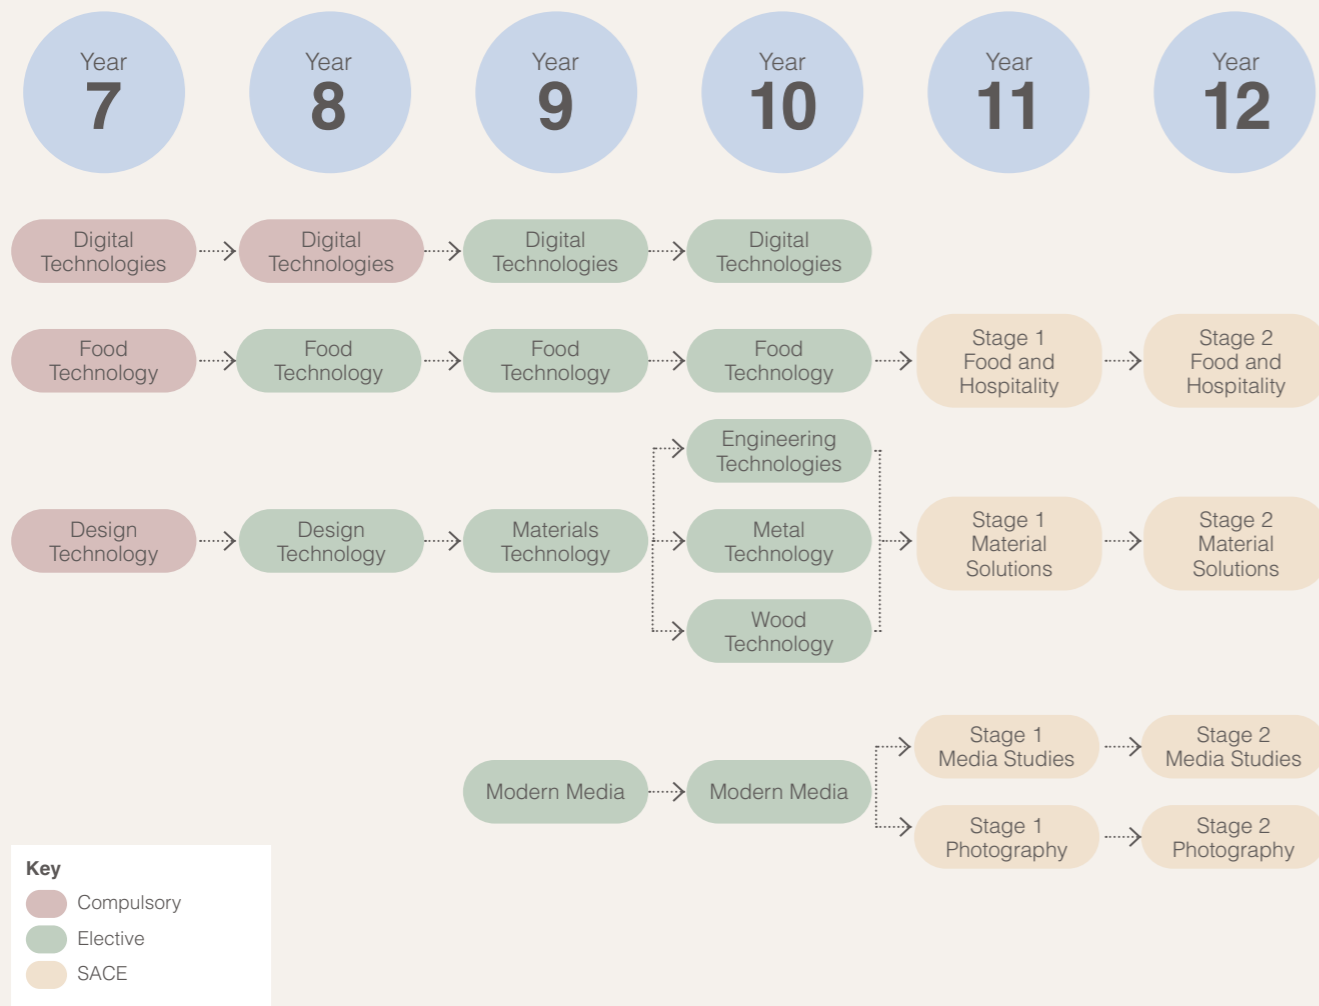 Year
7
Year
8
Year
9
Year
10
Year
11
Year
12
Digital
Technologies
Digital
Technologies
Digital
Technologies
Digital
Technologies
Food
Technology
Food
Technology
Food
Technology
Food
Technology
Stage 1
Food and
Hospitality
Stage 2
Food and
Hospitality
Design
Technology
Design
Technology
Materials
Technology
Engineering
Technologies
Metal
Technology
Wood
Technology
Stage 1
Material
Solutions
Stage 2
Material
Solutions
Modern Media
Modern Media
Stage 1
Media Studies
Stage 2
Media Studies
Stage 1
Photography
Stage 2
Photography
Key
Compulsory
Elective
SACE